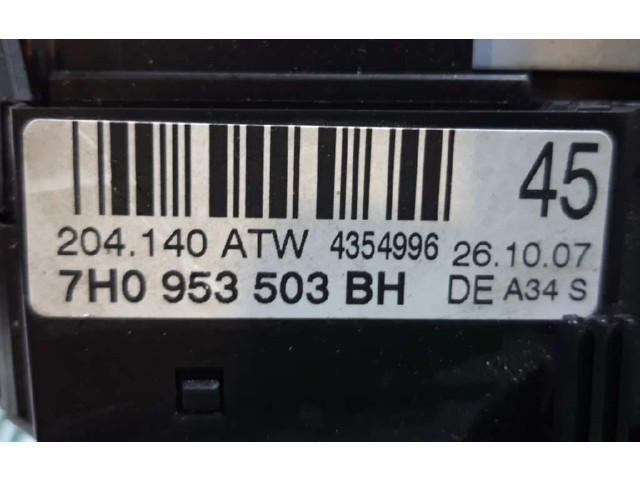 45
204.140 ATW 4354996 26.10.07
7H0 953 503 BH DE A34 S